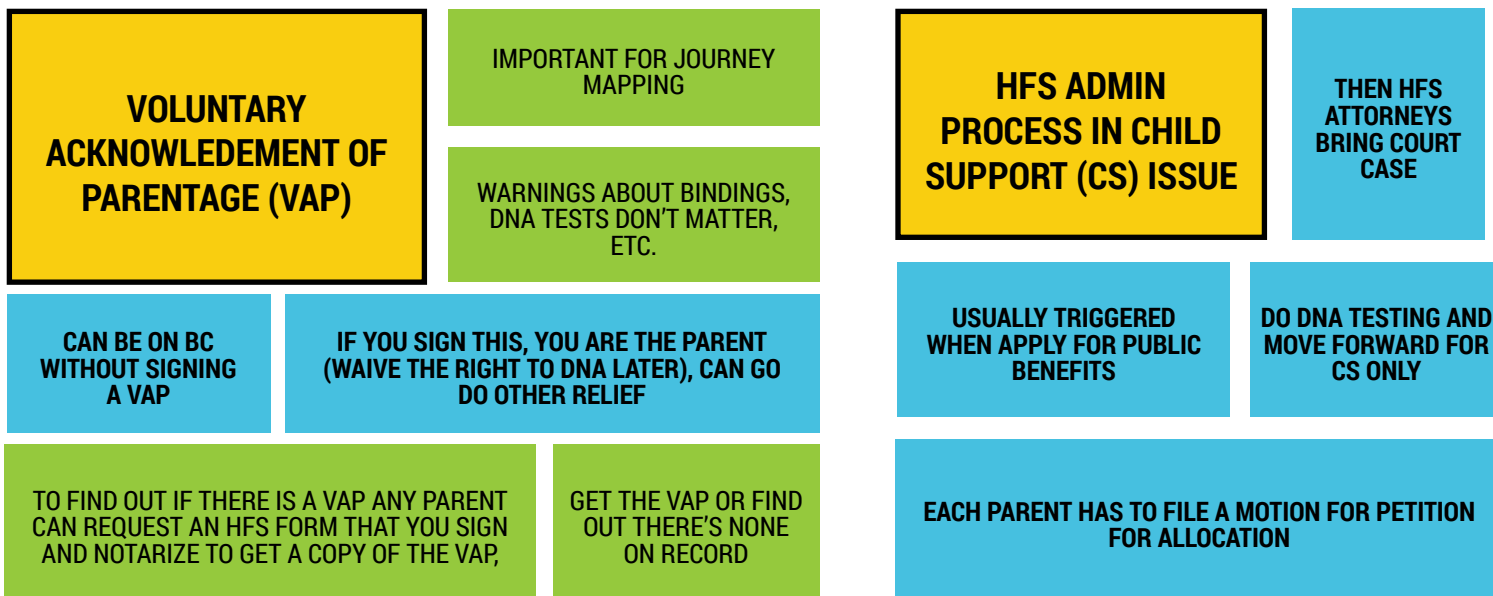 VOLUNTARY
ACKNOWLEDEMENT OF
PARENTAGE (VAP)
IMPORTANT FOR JOURNEY
MAPPING
WARNINGS ABOUT BINDINGS,
DNA TESTS DON'T MATTER,
ETC.
CAN BE ON BC
WITHOUT SIGNING
A VAP
IF YOU SIGN THIS, YOU ARE THE PARENT
(WAIVE THE RIGHT TO DNA LATER), CAN GO
DO OTHER RELIEF
TO FIND OUT IF THERE IS A VAP ANY PARENT
CAN REQUEST AN HFS FORM THAT YOU SIGN
AND NOTARIZE TO GET A COPY OF THE VAP,
GET THE VAP OR FIND
OUT THERE'S NONE
ON RECORD
HFS ADMIN
PROCESS IN CHILD
SUPPORT (CS) ISSUE
THEN HFS
ATTORNEYS
BRING COURT
CASE
USUALLY TRIGGERED
WHEN APPLY FOR PUBLIC
BENEFITS
DO DNA TESTING AND
MOVE FORWARD FOR
CS ONLY
EACH PARENT HAS TO FILE A MOTION FOR PETITION
FOR ALLOCATION